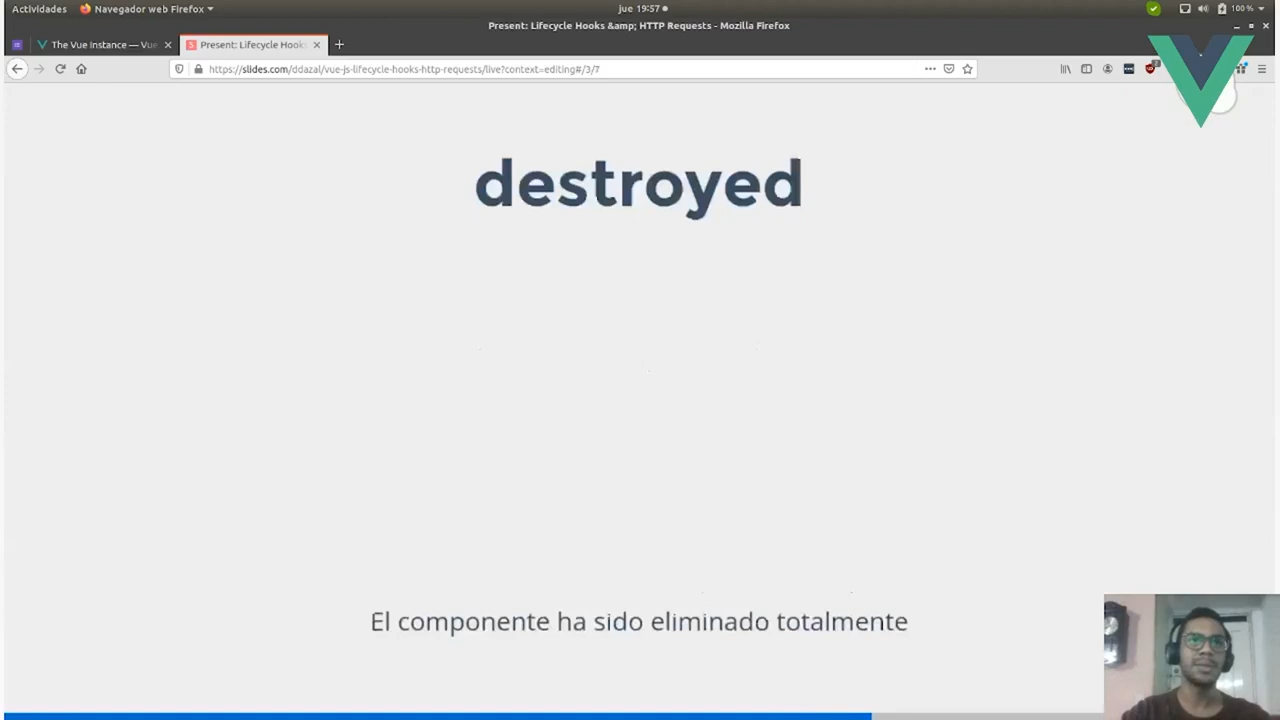 Actividades Navegador web Firefox jue 19:57 100%
Present: Lifecycle Hooks &amp; HTTP Requests - Mozilla Firefox
The Vue Instance — Vue Present: Lifecycle Hooks
https://slides.com/ddazal/vue-js-lifecycle-hooks-http-requests/live?context=editing#/3/7
destroyed
El componente ha sido eliminado totalmente